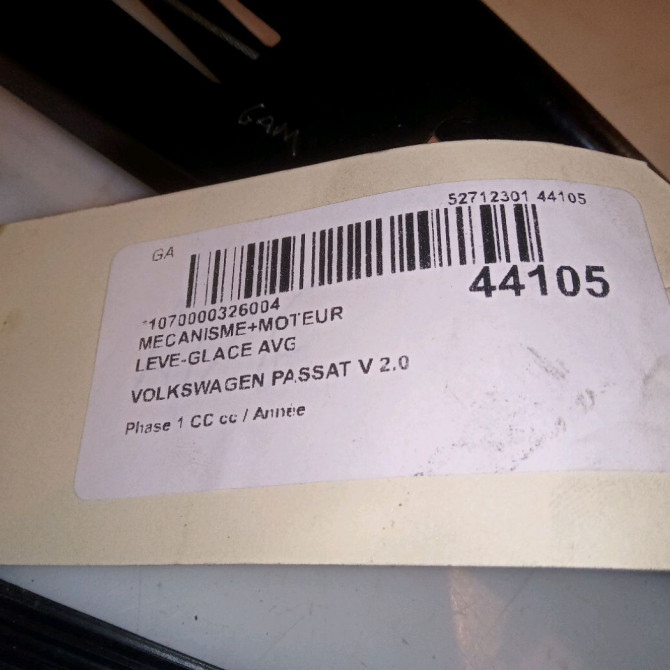 GAM
52712301 44105
GA
44105
*1070000326004
MECANISME+MOTEUR
LEVE-GLACE AVG
VOLKSWAGEN PASSAT V 2.0
Phase 1 CC cc / Année